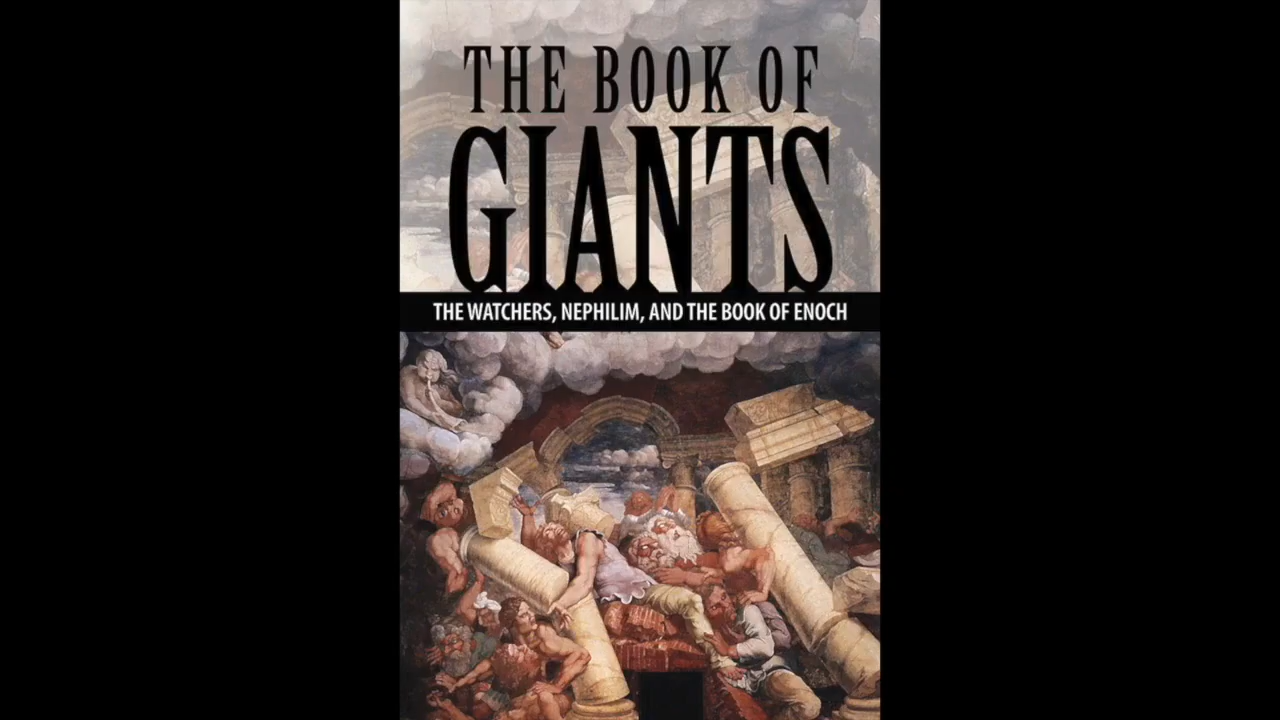 THE BOOK OF
GIANTS
THE WATCHERS, NEPHILIM, AND THE BOOK OF ENOCH